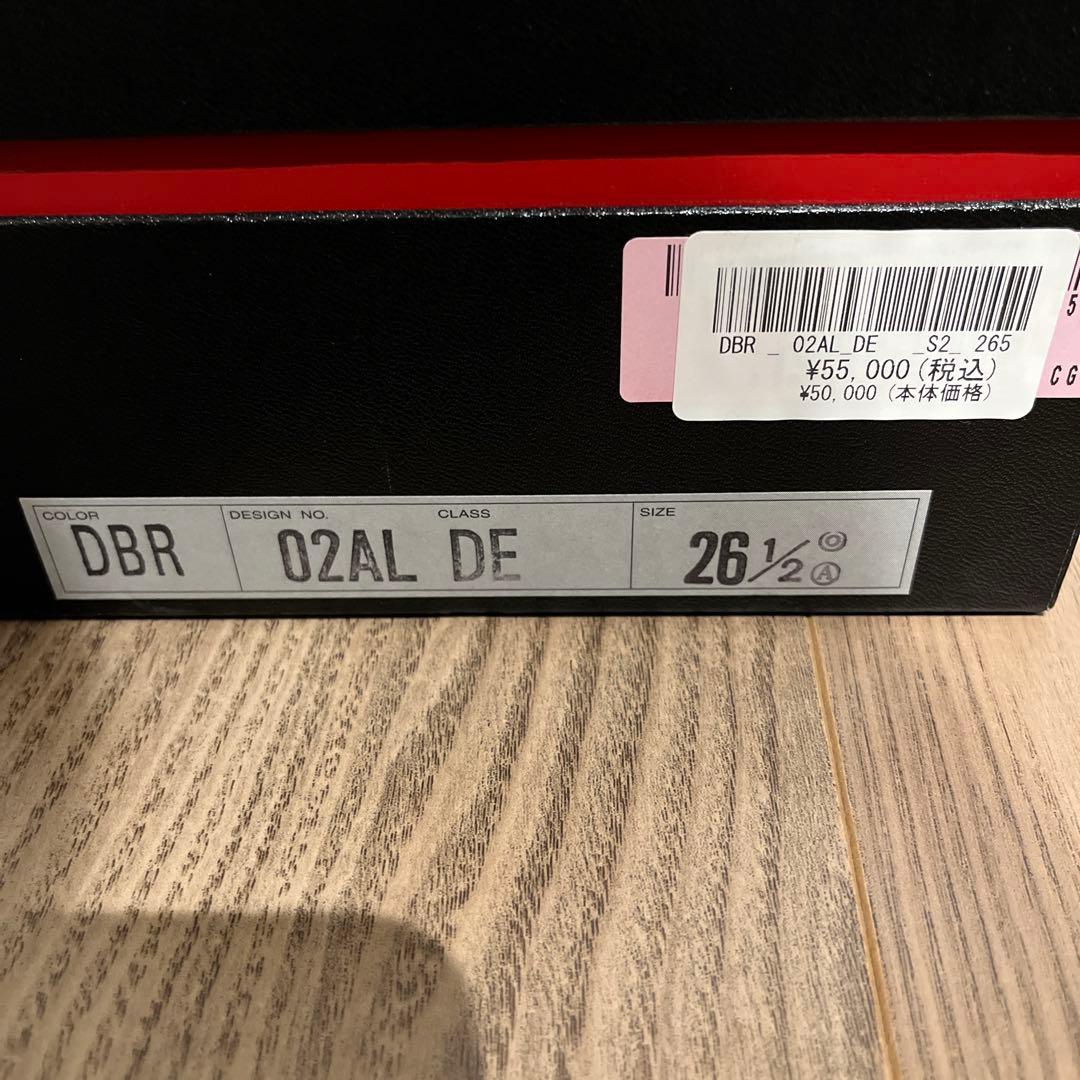 DBR _ 02AL_DE _S2_ 265
¥55,000(税込)
¥50,000 (本体価格)
5
CG
COLOR
DBR
DESIGN NO.
CLASS
02AL DE
SIZE
26 1/2 ◎
Ⓐ